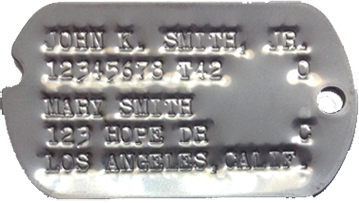 JOHN K. SMITH, JR.
12345678 T42 O
MARY SMITH
123 HOPE DR C
LOS ANGELES, CALIF.